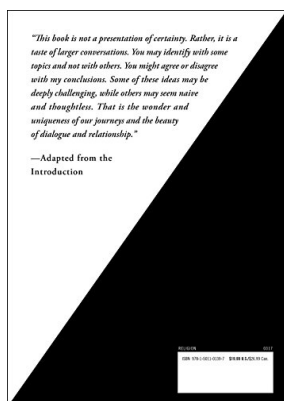 “This book is not a presentation of certainty. Rather, it is a
taste of larger conversations. You may identify with some
topics and not with others. You might agree or disagree
with my conclusions. Some of these ideas may be
deeply challenging, while others may seem naive
and thoughtless. That is the wonder and
uniqueness of our journeys and the beauty
of dialogue and relationship.”
—Adapted from the
Introduction
RELIGION 0317
ISBN